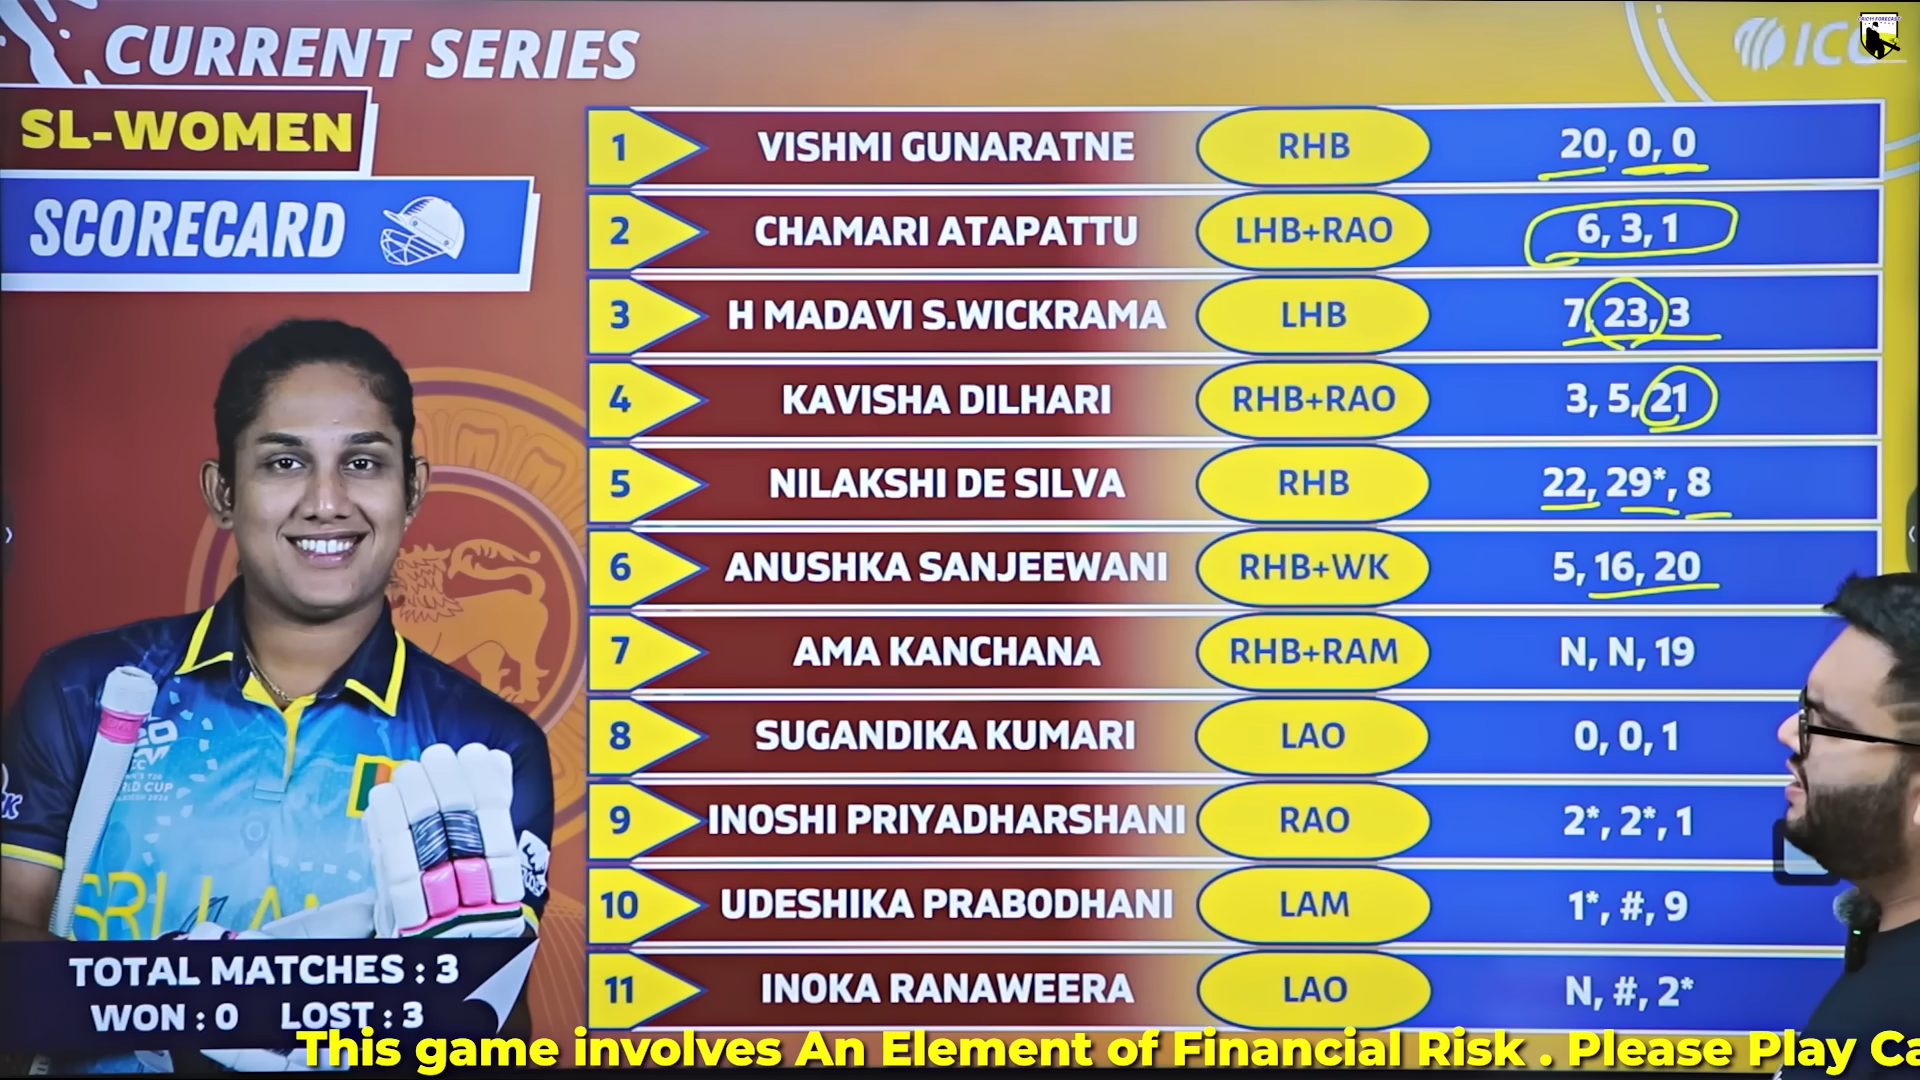 CURRENT SERIES
SL-WOMEN
SCORECARD
ICC
1 VISHMI GUNARATNE RHB 20, 0, 0
2 CHAMARI ATAPATTU LHB+RAO 6, 3, 1
3 H MADAVI S.WICKRAMA LHB 7, 23, 3
4 KAVISHA DILHARI RHB+RAO 3, 5, 21
5 NILAKSHI DE SILVA RHB 22, 29*, 8
6 ANUSHKA SANJEEWANI RHB+WK 5, 16, 20
7 AMA KANCHANA RHB+RAM N, N, 19
8 SUGANDIKA KUMARI LAO 0, 0, 1
9 INOSHI PRIYADHARSHANI RAO 2*, 2*, 1
10 UDESHIKA PRABODHANI LAM 1*, #, 9
11 INOKA RANAWEERA LAO N, #, 2*
TOTAL MATCHES : 3
WON : 0 LOST : 3
This game involves An Element of Financial Risk . Please Play Ca